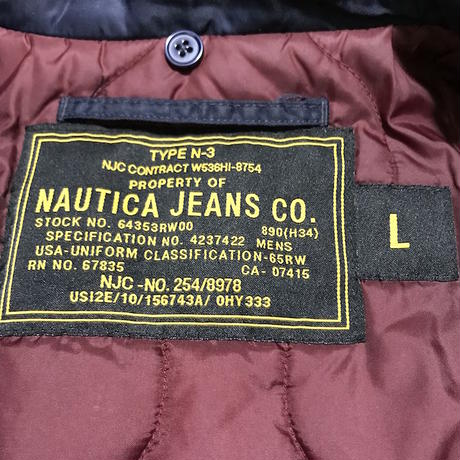 TYPE N-3
NJC CONTRACT W536HI-8754
PROPERTY OF
NAUTICA JEANS CO.
STOCK NO. 64353RW00 890(H34)
SPECIFICATION NO. 4237422 MENS
USA-UNIFORM CLASSIFICATION-65RW
RN NO. 67835 CA- 07415
NJC -NO. 254/8978
USI2E/10/156743A/ OHY333
L